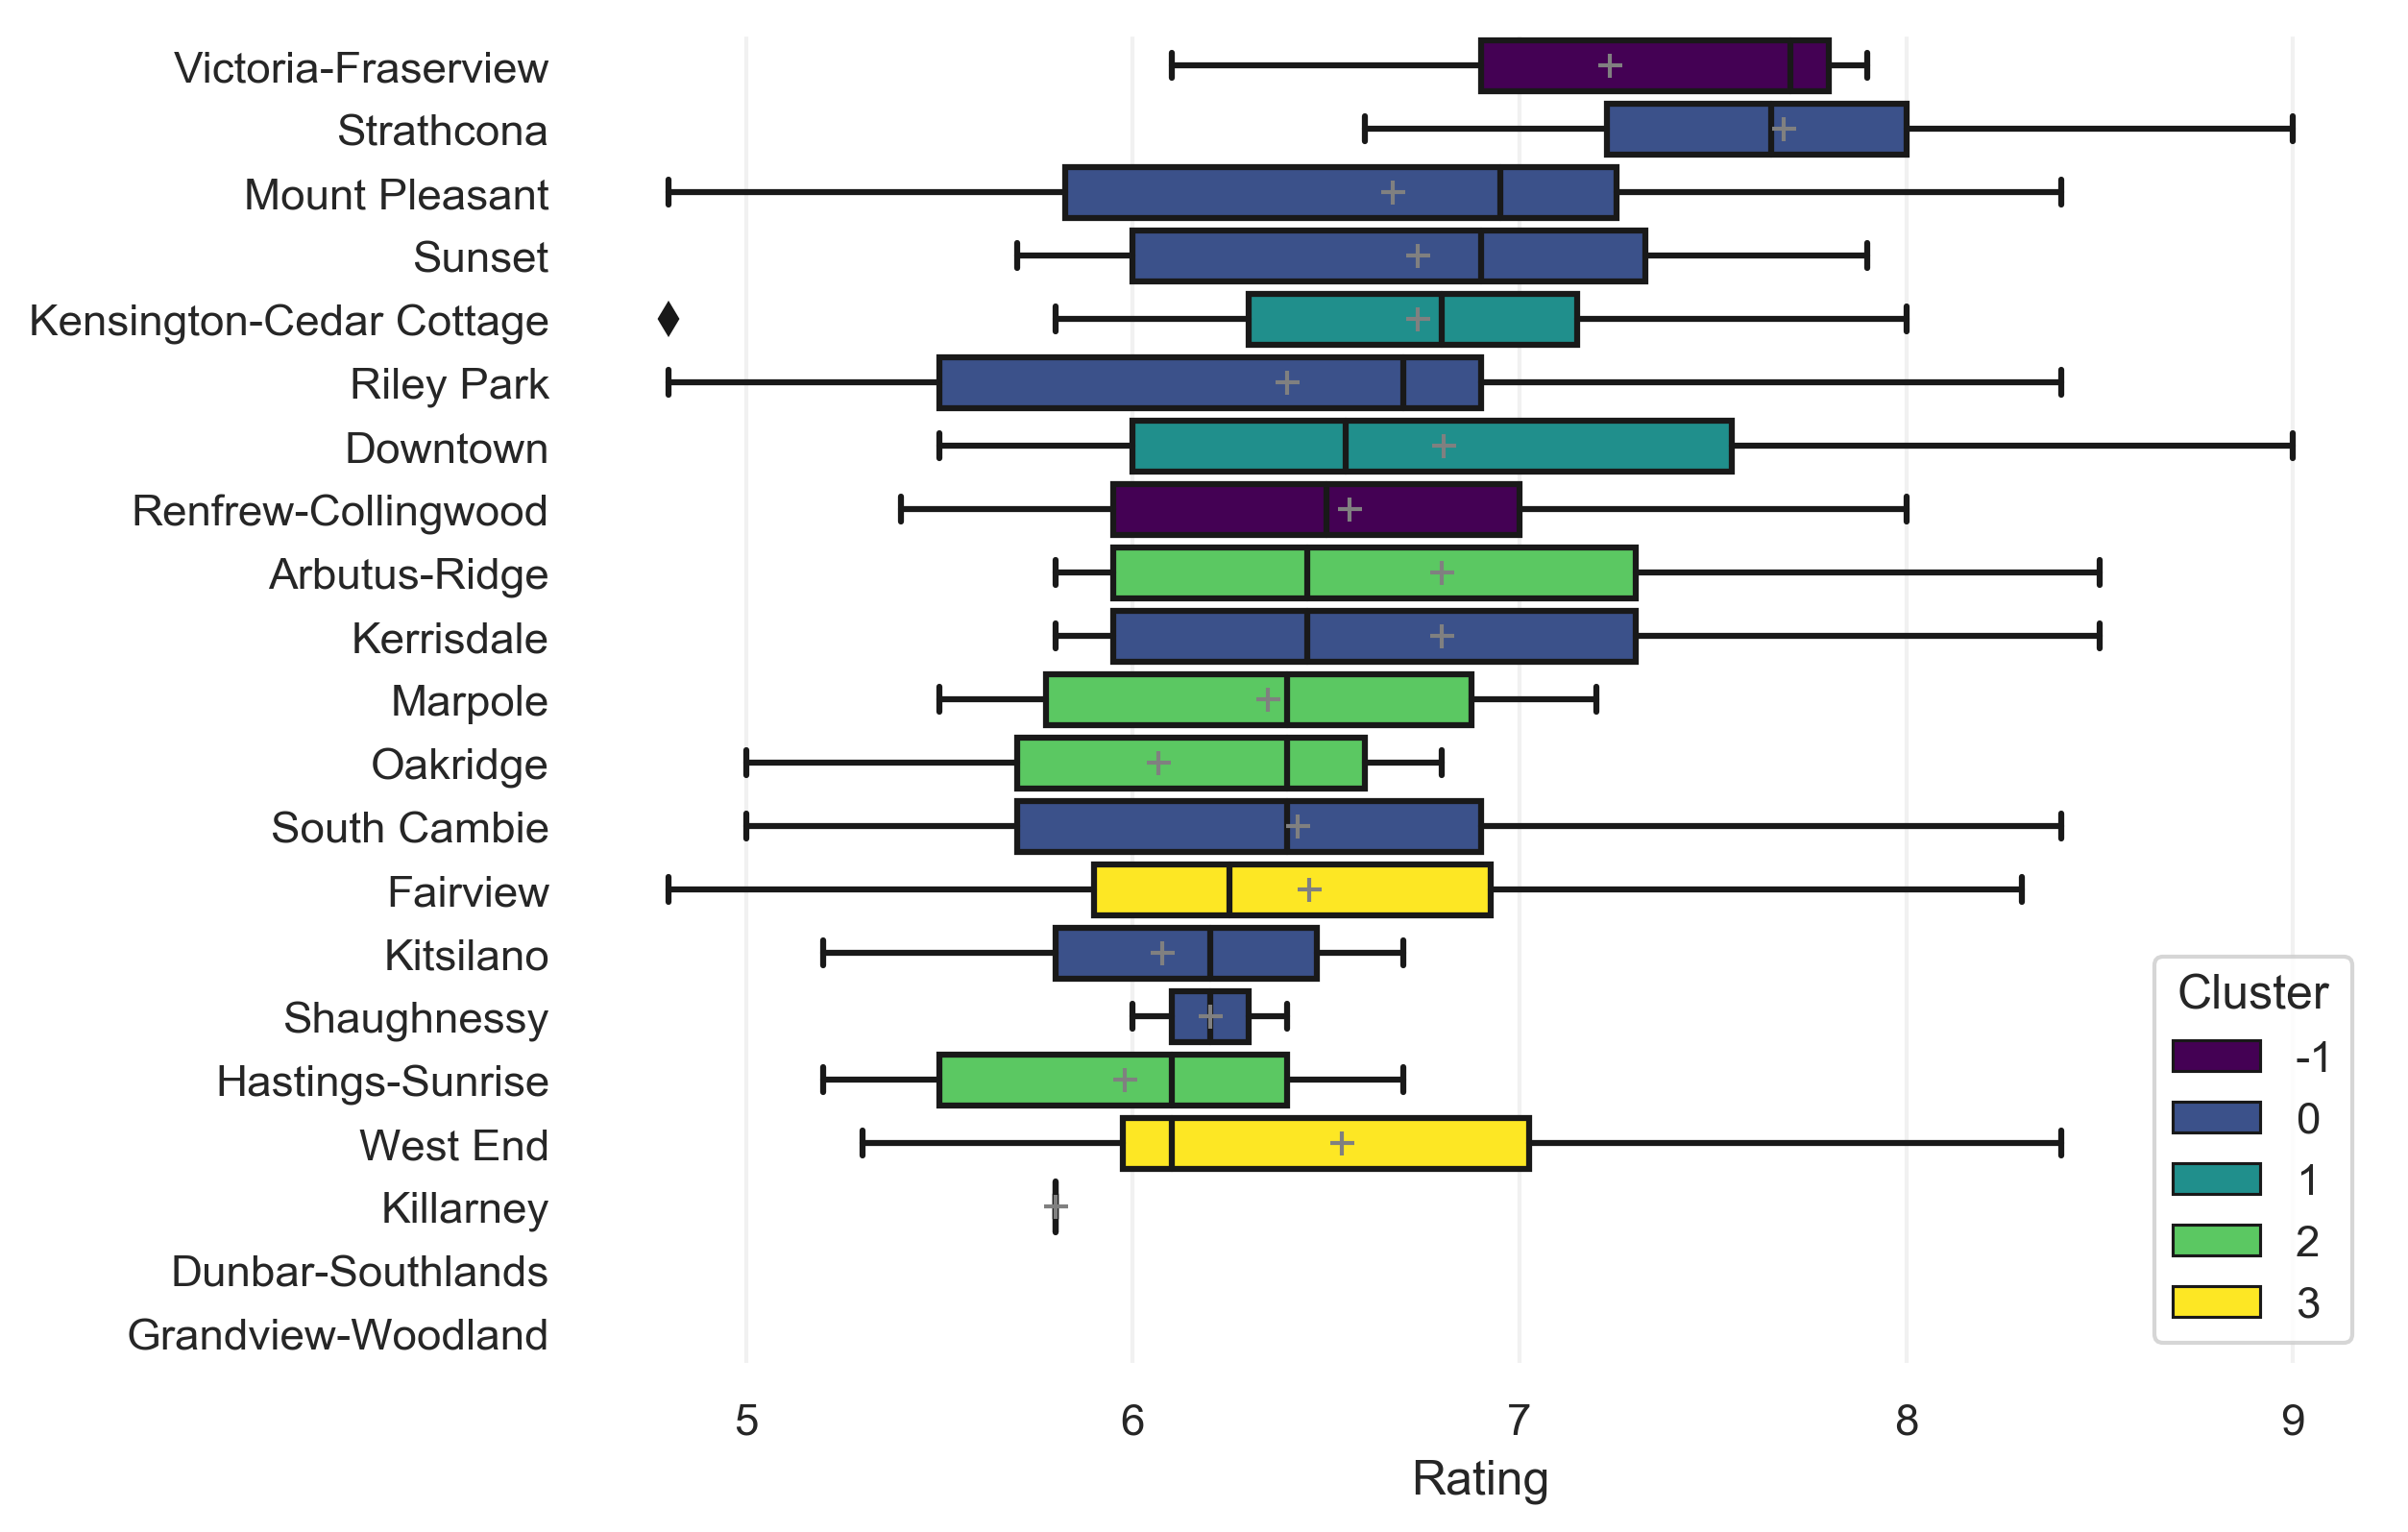 Victoria-Fraserview
Strathcona
Mount Pleasant
Sunset
Kensington-Cedar Cottage
Riley Park
Downtown
Renfrew-Collingwood
Arbutus-Ridge
Kerrisdale
Marpole
Oakridge
South Cambie
Fairview
Kitsilano
Shaughnessy
Hastings-Sunrise
West End
Killarney
Dunbar-Southlands
Grandview-Woodland
Cluster
-1
0
1
2
3
5 6 7 8 9
Rating